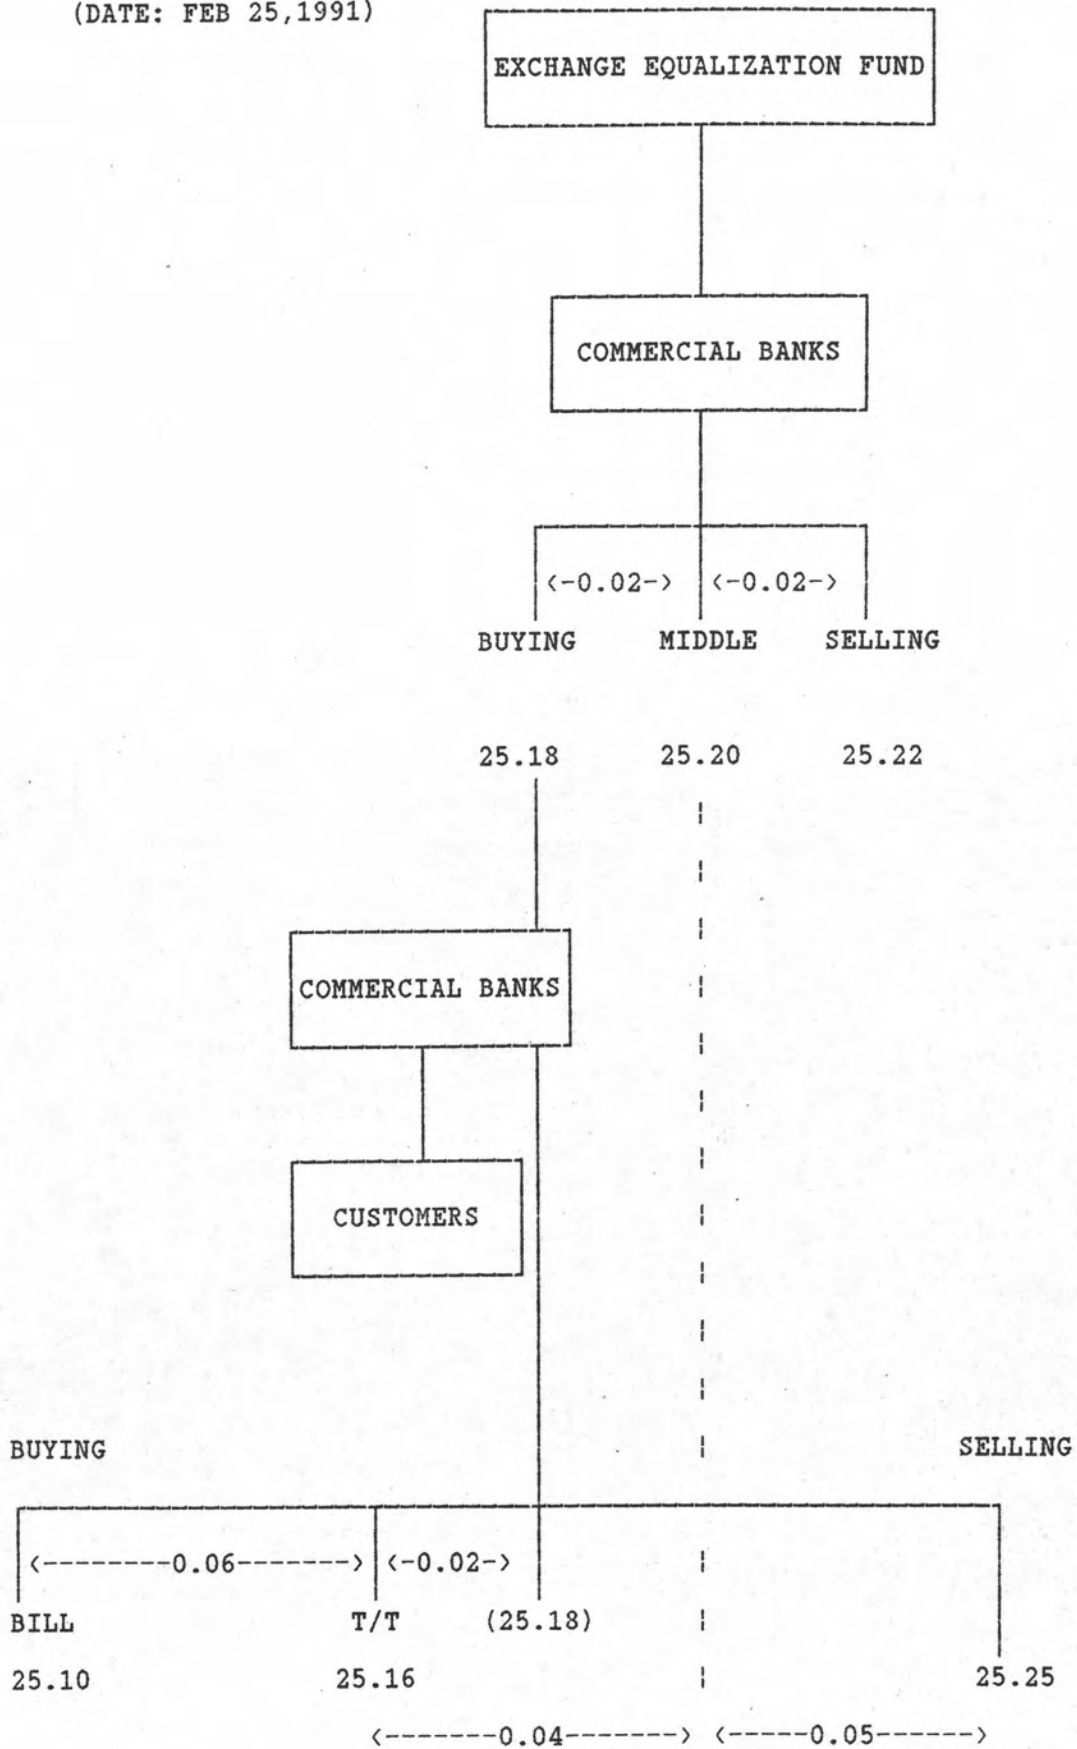 (DATE: FEB 25,1991)
EXCHANGE EQUALIZATION FUND
COMMERCIAL BANKS
<-0.02-> <-0.02->
BUYING MIDDLE SELLING
25.18 25.20 25.22
COMMERCIAL BANKS
CUSTOMERS
BUYING SELLING
<--------0.06-------> <-0.02->
BILL T/T (25.18)
25.10 25.16 25.25
<-------0.04--------> <-----0.05------>